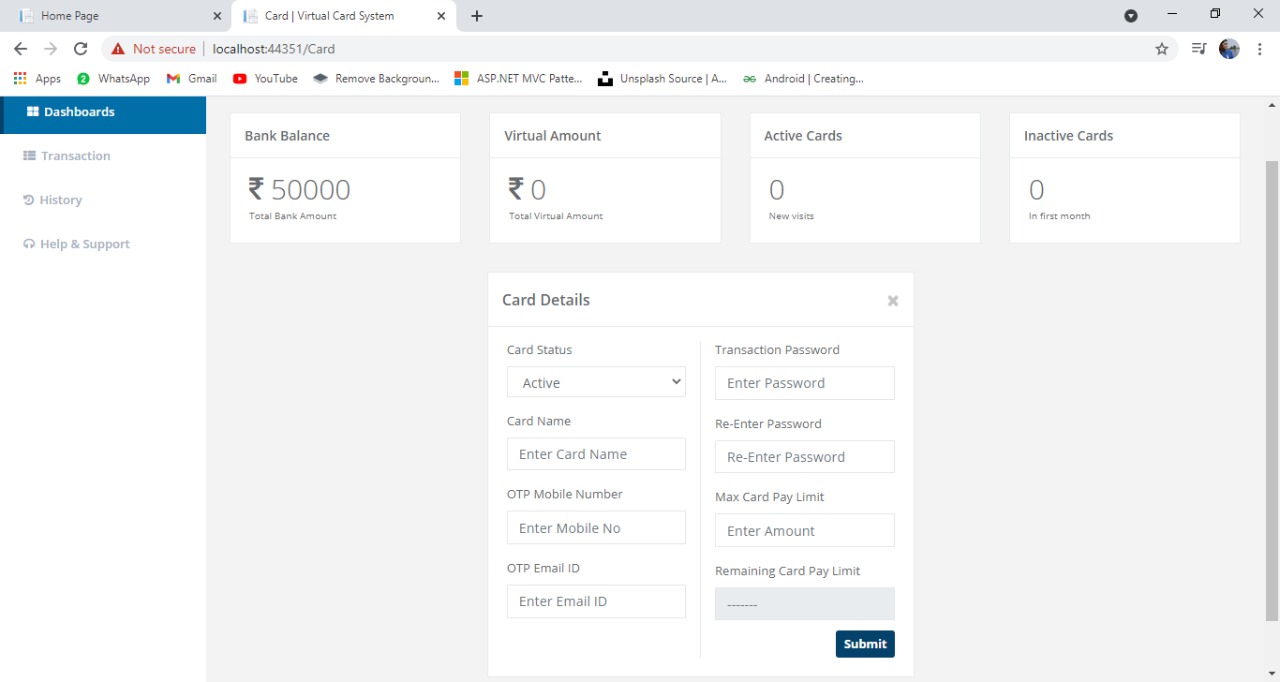 Home Page
Card | Virtual Card System
Not secure
localhost:44351/Card
Apps
WhatsApp
Gmail
YouTube
Remove Backgroun...
ASP.NET MVC Patte...
Unsplash Source | A...
Android | Creating...
Dashboards
Transaction
History
Help & Support
Bank Balance
₹ 50000
Total Bank Amount
Virtual Amount
₹ 0
Total Virtual Amount
Active Cards
0
New visits
Inactive Cards
0
In first month
Card Details
Card Status
Active
Card Name
Enter Card Name
OTP Mobile Number
Enter Mobile No
OTP Email ID
Enter Email ID
Transaction Password
Enter Password
Re-Enter Password
Re-Enter Password
Max Card Pay Limit
Enter Amount
Remaining Card Pay Limit
-------
Submit